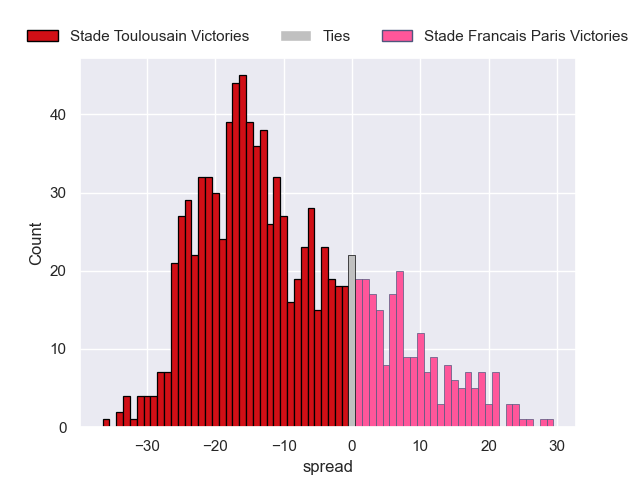 Stade Toulousain Victories Ties Stade Francais Paris Victories
Count
40
30
20
10
0
−30 −20 −10 0 10 20 30
spread